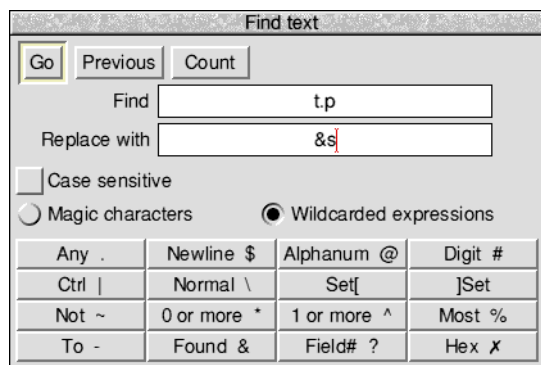 Find text
Go Previous Count
Find t.p
Replace with &s
Case sensitive
Magic characters Wildcarded expressions
Any . Newline $ Alphanum @ Digit #
Ctrl | Normal \ Set[ ]Set
Not ~ 0 or more * 1 or more ^ Most %
To - Found & Field# ? Hex ✗